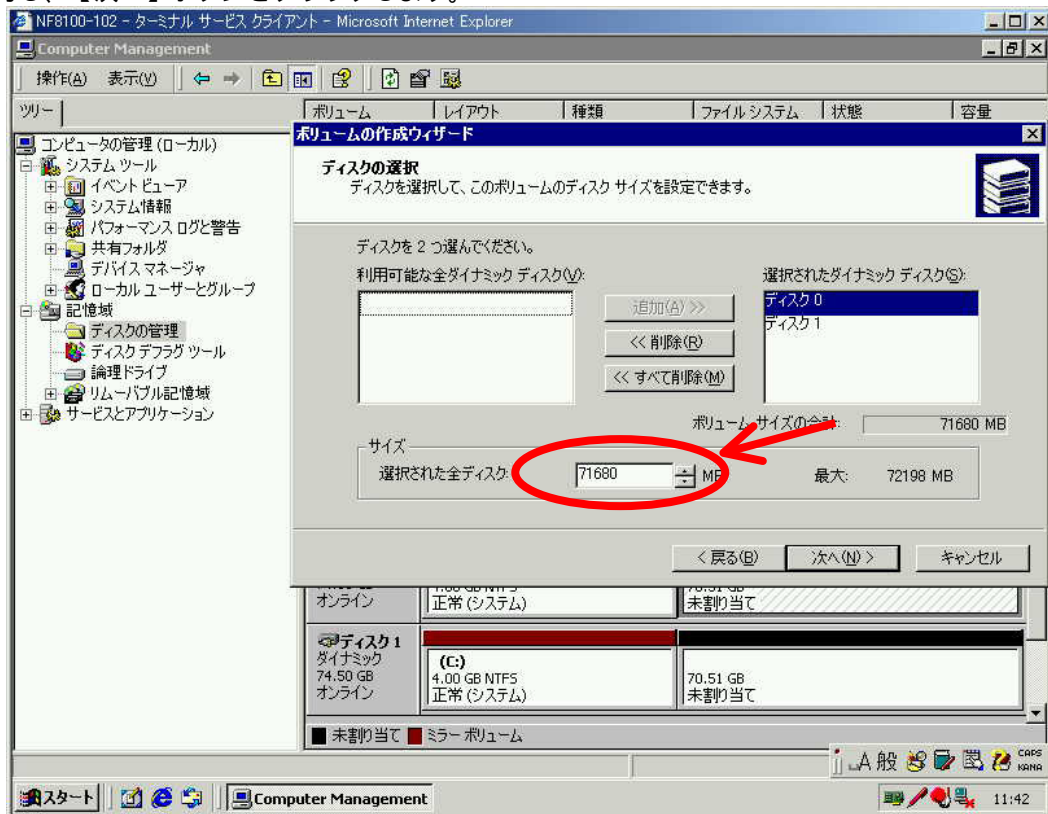 NF8100-102 - ターミナル サービス クライアント - Microsoft Internet Explorer
Computer Management
操作(A) 表示(V)
ツリー
ボリューム レイアウト 種類 ファイル システム 状態 容量
コンピュータの管理 (ローカル)
システム ツール
イベント ビューア
システム情報
パフォーマンス ログと警告
共有フォルダ
デバイス マネージャ
ローカル ユーザーとグループ
記憶域
ディスクの管理
ディスク デフラグ ツール
論理ドライブ
リムーバブル記憶域
サービスとアプリケーション
ボリュームの作成ウィザード
ディスクの選択
ディスクを選択して、このボリュームのディスク サイズを設定できます。
ディスクを 2 つ選んでください。
利用可能な全ダイナミック ディスク(V):
選択されたダイナミック ディスク(S):
追加(A) >>
<< 削除(R)
<< すべて削除(M)
ディスク 0
ディスク 1
ボリューム サイズの合計: 71680 MB
サイズ
選択された全ディスク: 71680 MB 最大: 72198 MB
< 戻る(B) 次へ(N) > キャンセル
オンライン 正常 (システム) 未割り当て
ディスク 1
ダイナミック
74.50 GB
オンライン
(C:)
4.00 GB NTFS
正常 (システム)
70.51 GB
未割り当て
未割り当て ミラー ボリューム
A 般 CAPS
KANA
スタート Computer Management 11:42